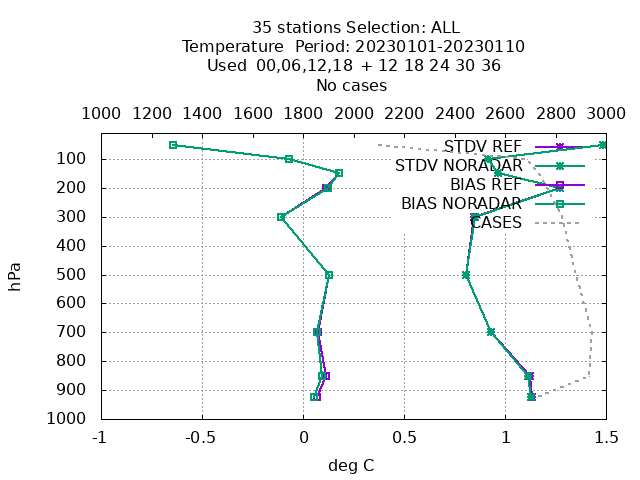 35 stations Selection: ALL
Temperature  Period: 20230101-20230110
Used  00,06,12,18 + 12 18 24 30 36
No cases
1000 1200 1400 1600 1800 2000 2200 2400 2600 2800 3000
STDV REF
100
STDV NORADAR
BIAS REF
200
BIAS NORADAR
300
CASES
400
hPa
500
600
700
800
900
1000
-1 -0.5 0 0.5 1 1.5
deg C